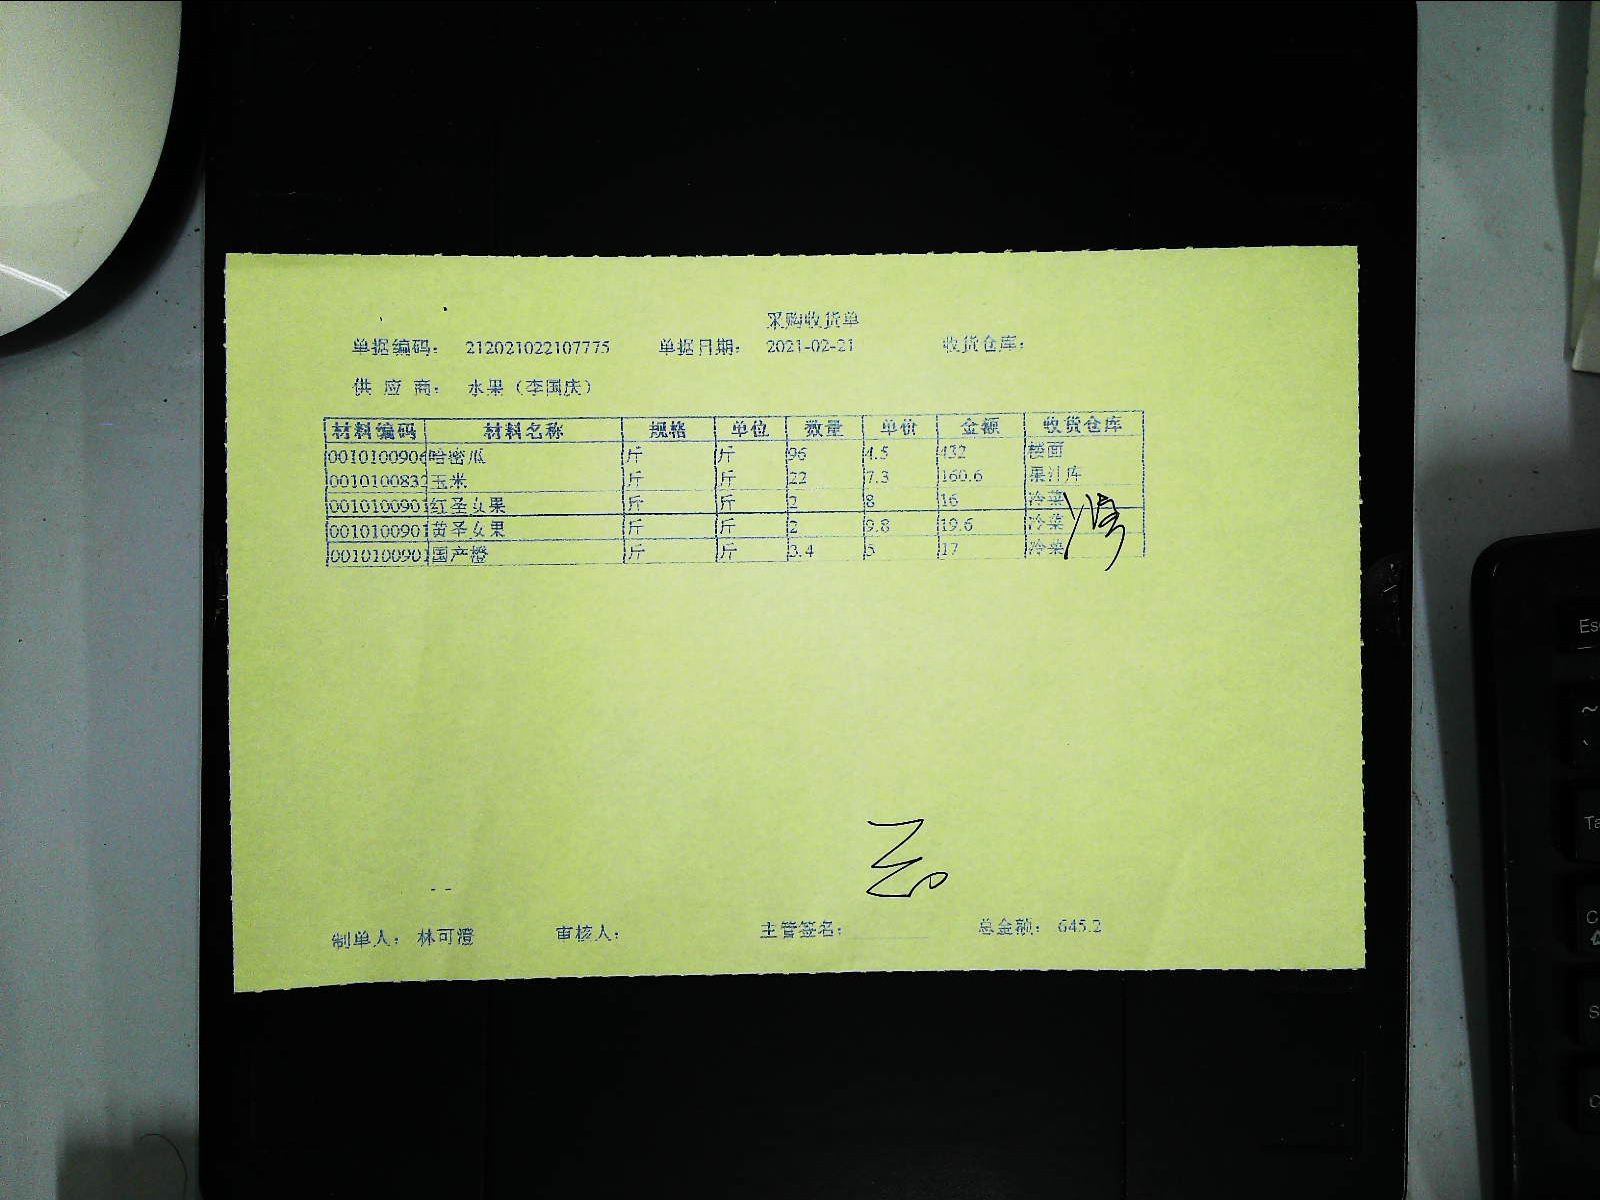 采购收货单
单据编码： 212021022107775 单据日期： 2021-02-21 收货仓库：
供 应 商： 水果（李国庆）
材料编码 材料名称 规格 单位 数量 单价 金额 收货仓库
0010100906 哈密瓜 斤 斤 96 4.5 432 楼面
0010100832 玉米 斤 斤 22 7.3 160.6 果汁库
001010090 红圣女果 斤 斤 2 8 16 冷菜
001010090 黄圣女果 斤 斤 2 9.8 19.6 冷菜
001010090 国产橙 斤 斤 3.4 5 17 冷菜
制单人： 林可澄 审核人： 主管签名： 总金额： 645.2
Esc